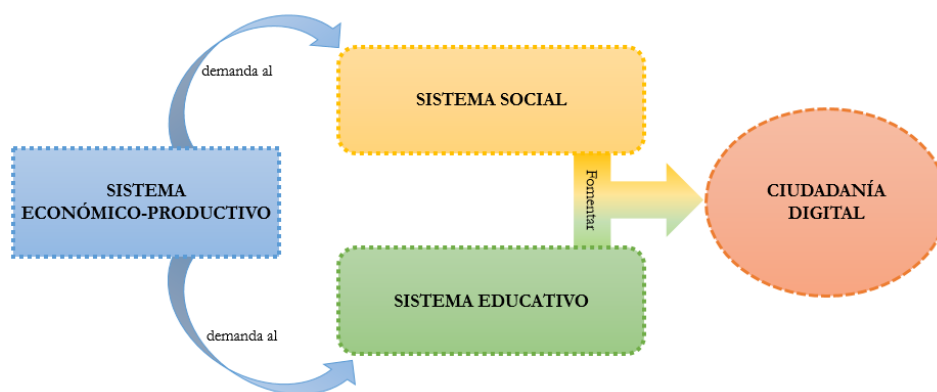 demanda al
SISTEMA SOCIAL
SISTEMA
ECONÓMICO-PRODUCTIVO
Fomentar
CIUDADANÍA
DIGITAL
SISTEMA EDUCATIVO
demanda al